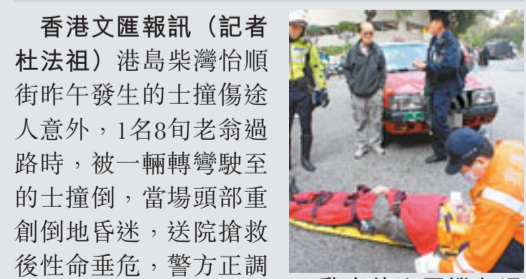 香港文匯報訊（記者
杜法祖）港島柴灣怡順
街昨午發生的士撞傷途
人意外，1名8旬老翁過
路時，被一輛轉彎駛至
的士撞倒，當場頭部重
創倒地昏迷，送院搶救
後性命垂危，警方正調